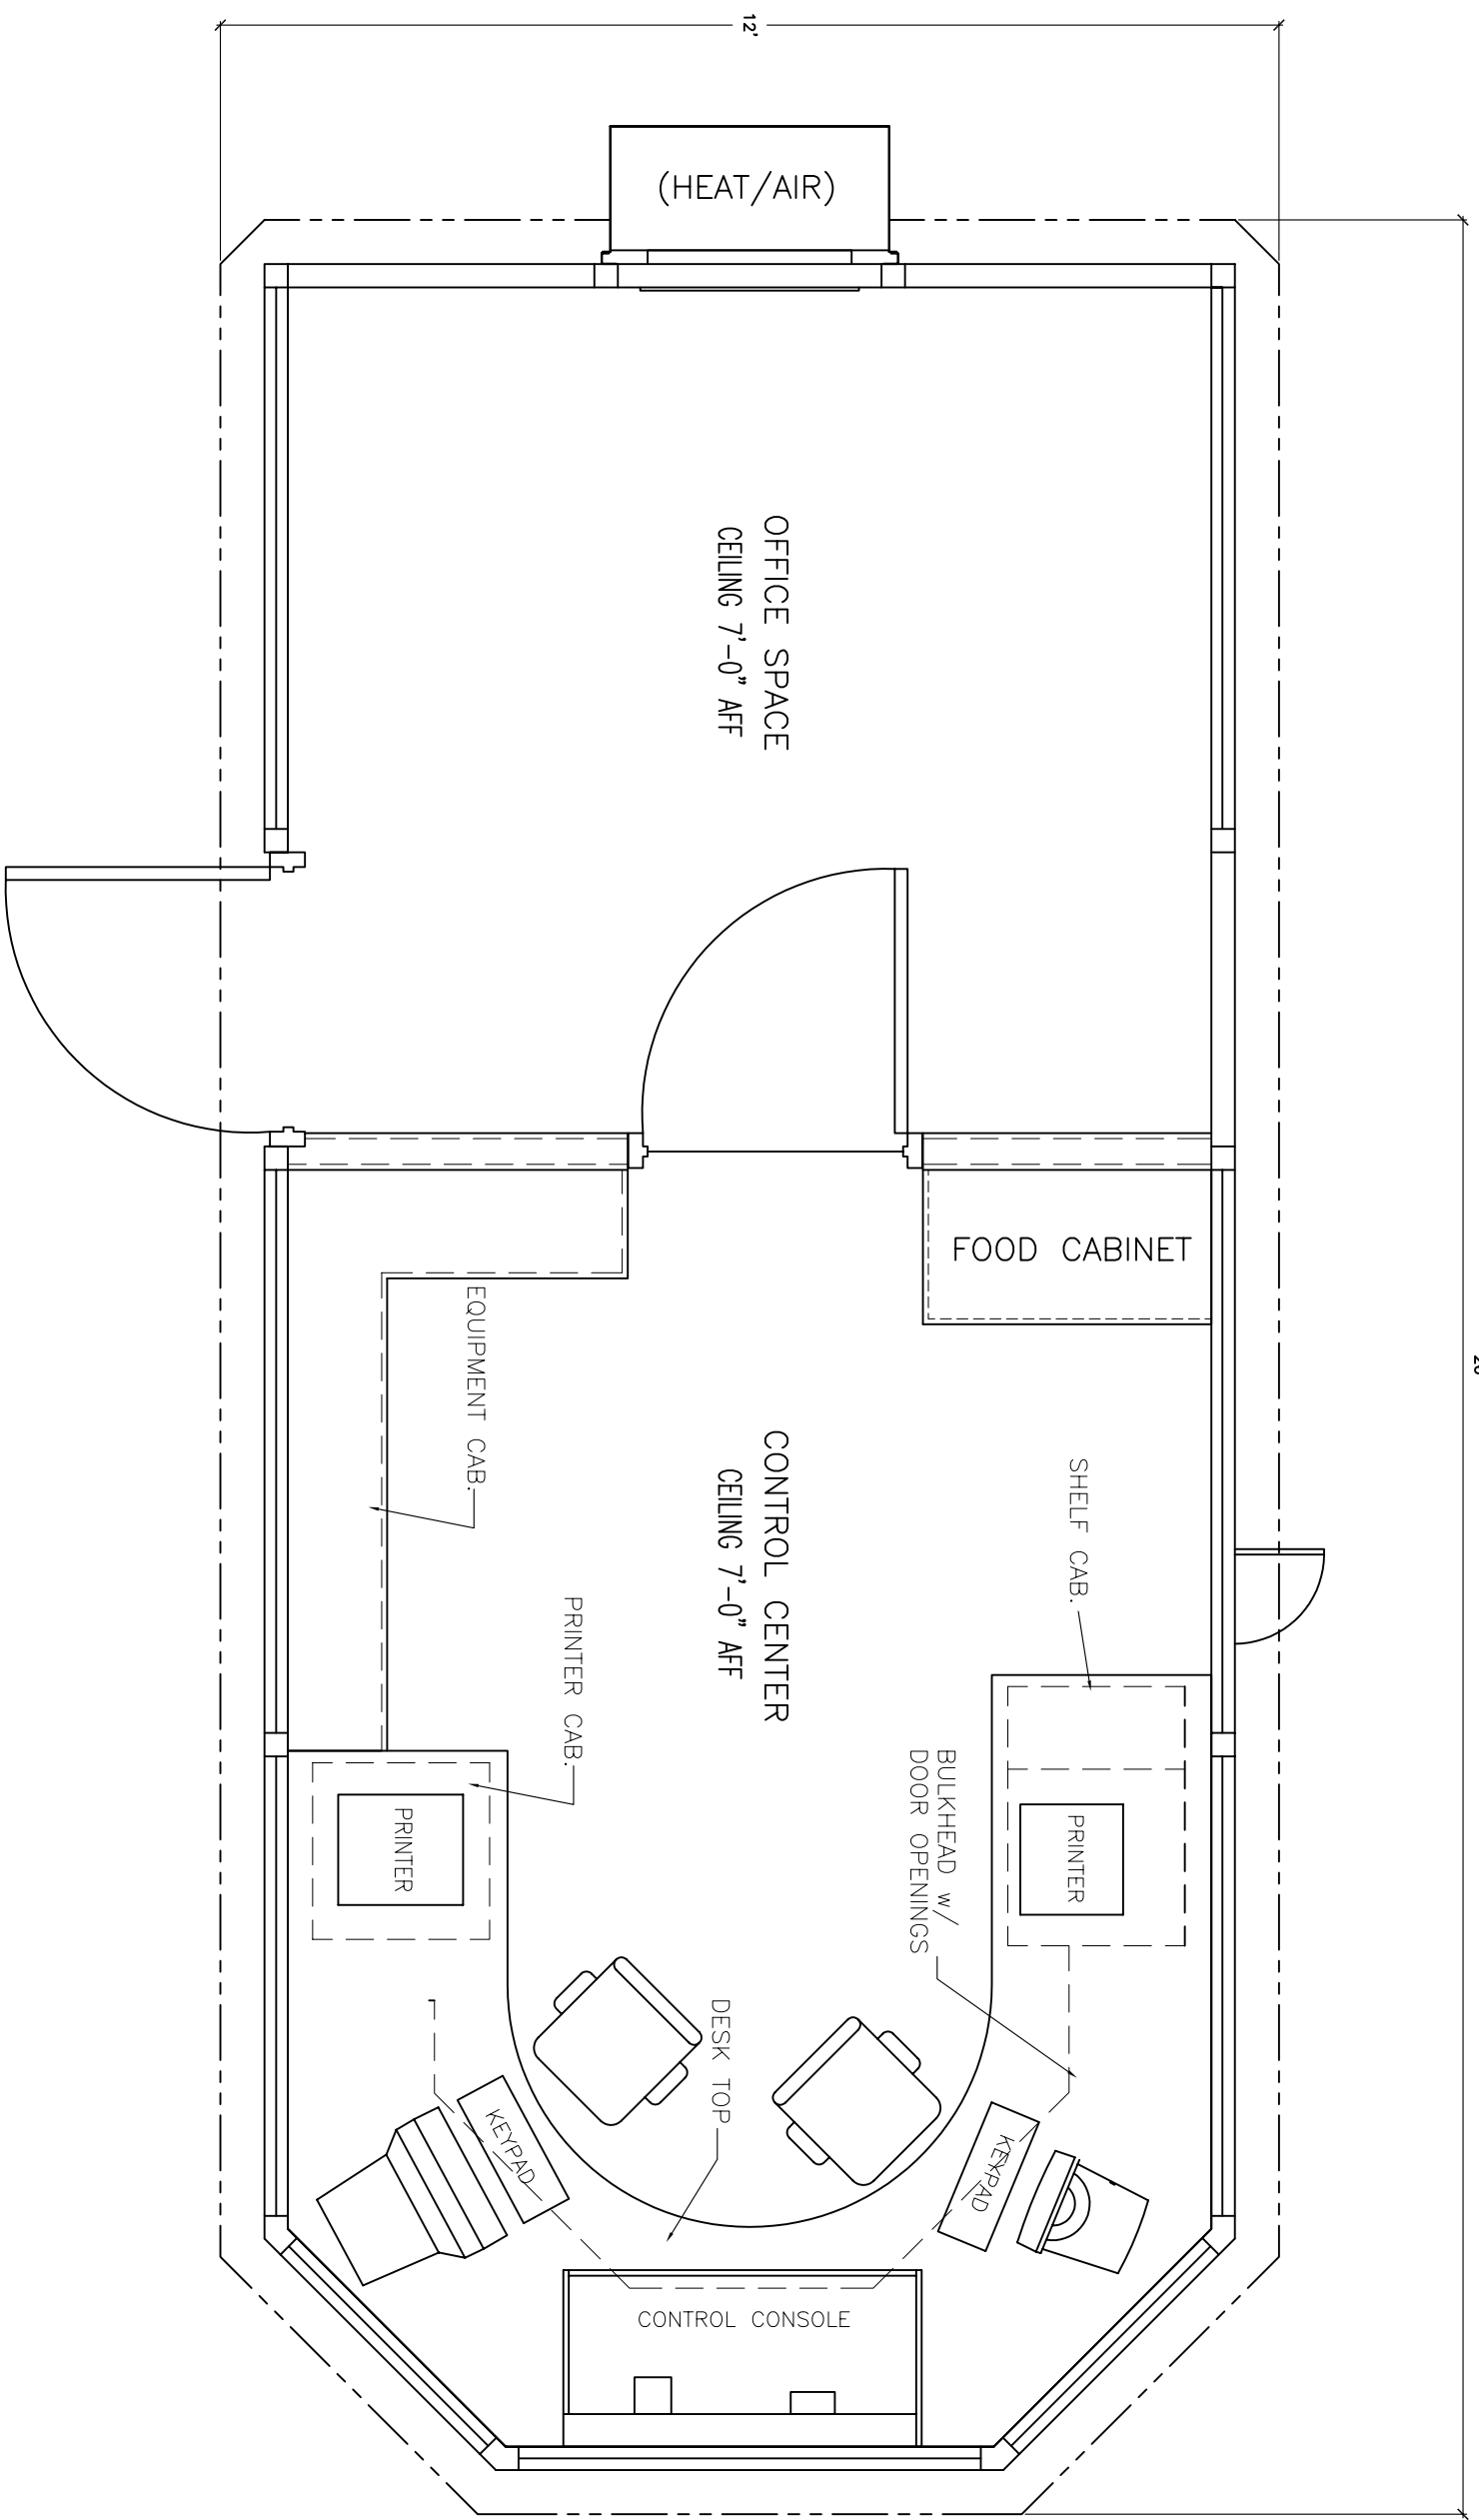 12'
(HEAT/AIR)
OFFICE SPACE
CEILING 7'-0" AFF
FOOD CABINET
EQUIPMENT CAB.
CONTROL CENTER
CEILING 7'-0" AFF
SHELF CAB.
PRINTER CAB.
BULKHEAD w/
DOOR OPENINGS
PRINTER
PRINTER
DESK TOP
KEYPAD
KEYPAD
CONTROL CONSOLE